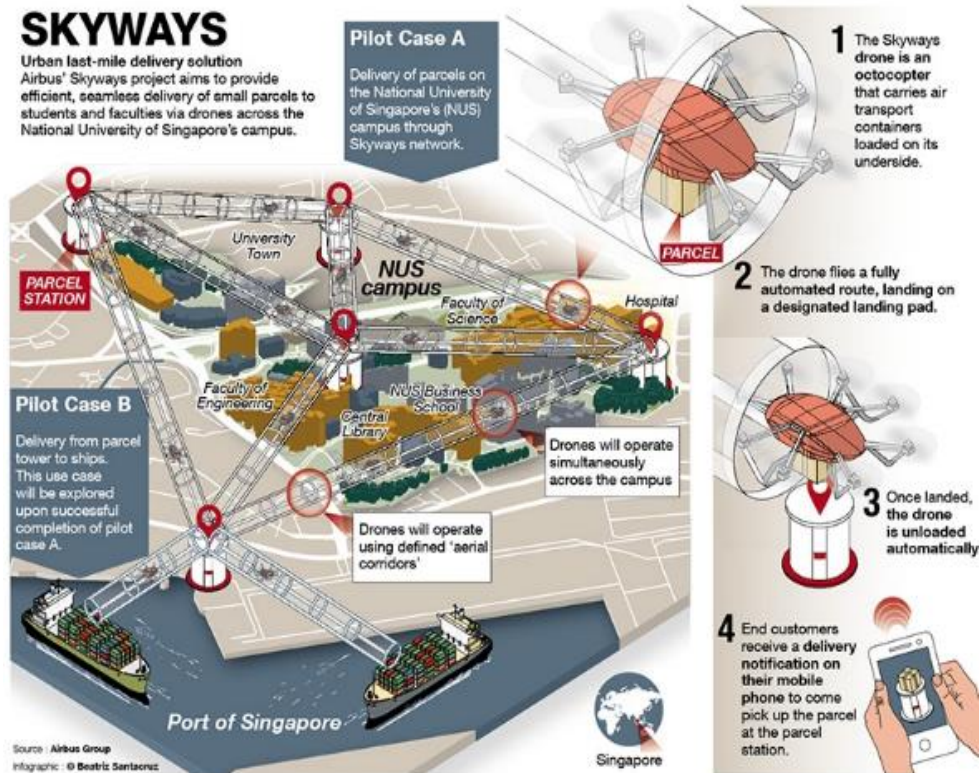 SKYWAYS
Urban last-mile delivery solution
Airbus' Skyways project aims to provide
efficient, seamless delivery of small parcels to
students and faculties via drones across the
National University of Singapore's campus.
Pilot Case A
Delivery of parcels on
the National University
of Singapore's (NUS)
campus through
Skyways network.
1 The Skyways
drone is an
octocopter
that carries air
transport
containers
loaded on its
underside.
PARCEL
2 The drone flies a fully
automated route, landing on
a designated landing pad.
PARCEL
STATION
University
Town
NUS
campus
Faculty of
Science
Hospital
Faculty of
Engineering
Central
Library
NUS Business
School
Pilot Case B
Delivery from parcel
tower to ships.
This use case
will be explored
upon successful
completion of pilot
case A.
Drones will operate
simultaneously
across the campus
Drones will operate
using defined 'aerial
corridors'
3 Once landed,
the drone
is unloaded
automatically
4 End customers
receive a delivery
notification on
their mobile
phone to come
pick up the parcel
at the parcel
station.
Port of Singapore
Singapore
Source : Airbus Group
Infographic : © Beatriz Santacruz